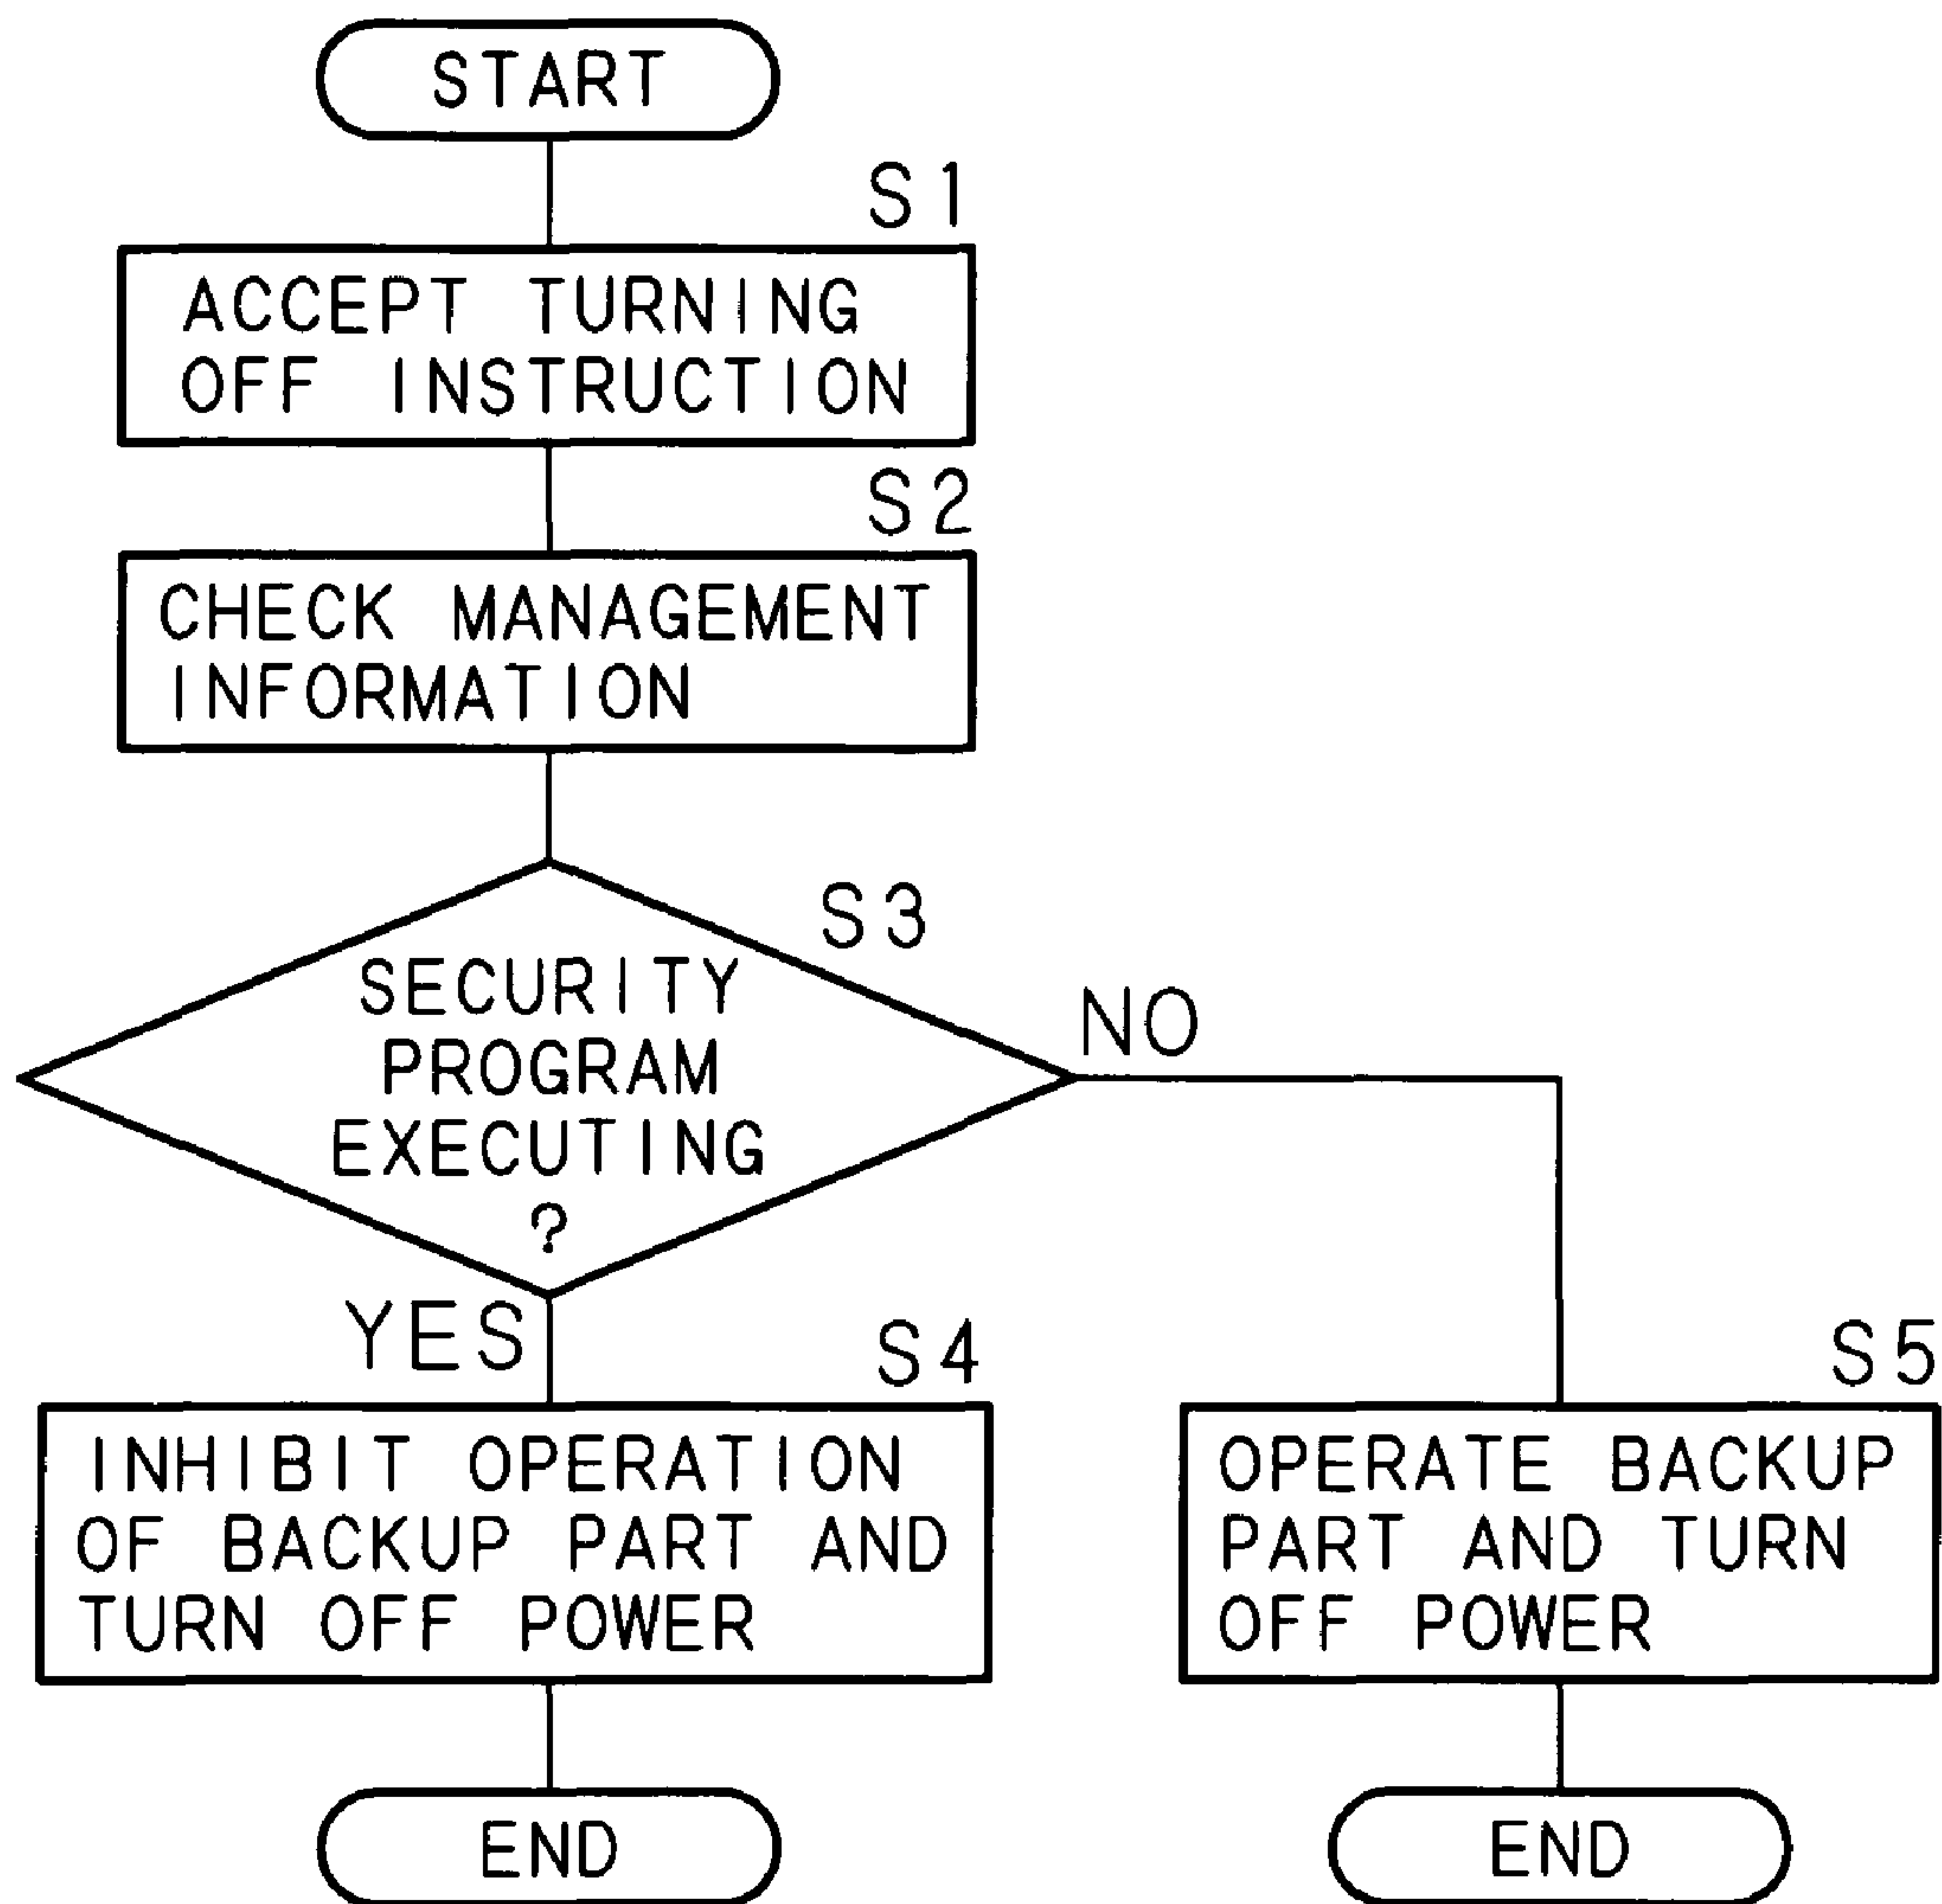 START
S1
ACCEPT TURNING
OFF INSTRUCTION
S2
CHECK MANAGEMENT
INFORMATION
S3
SECURITY
PROGRAM
EXECUTING
?
NO
YES
S4
INHIBIT OPERATION
OF BACKUP PART AND
TURN OFF POWER
END
S5
OPERATE BACKUP
PART AND TURN
OFF POWER
END